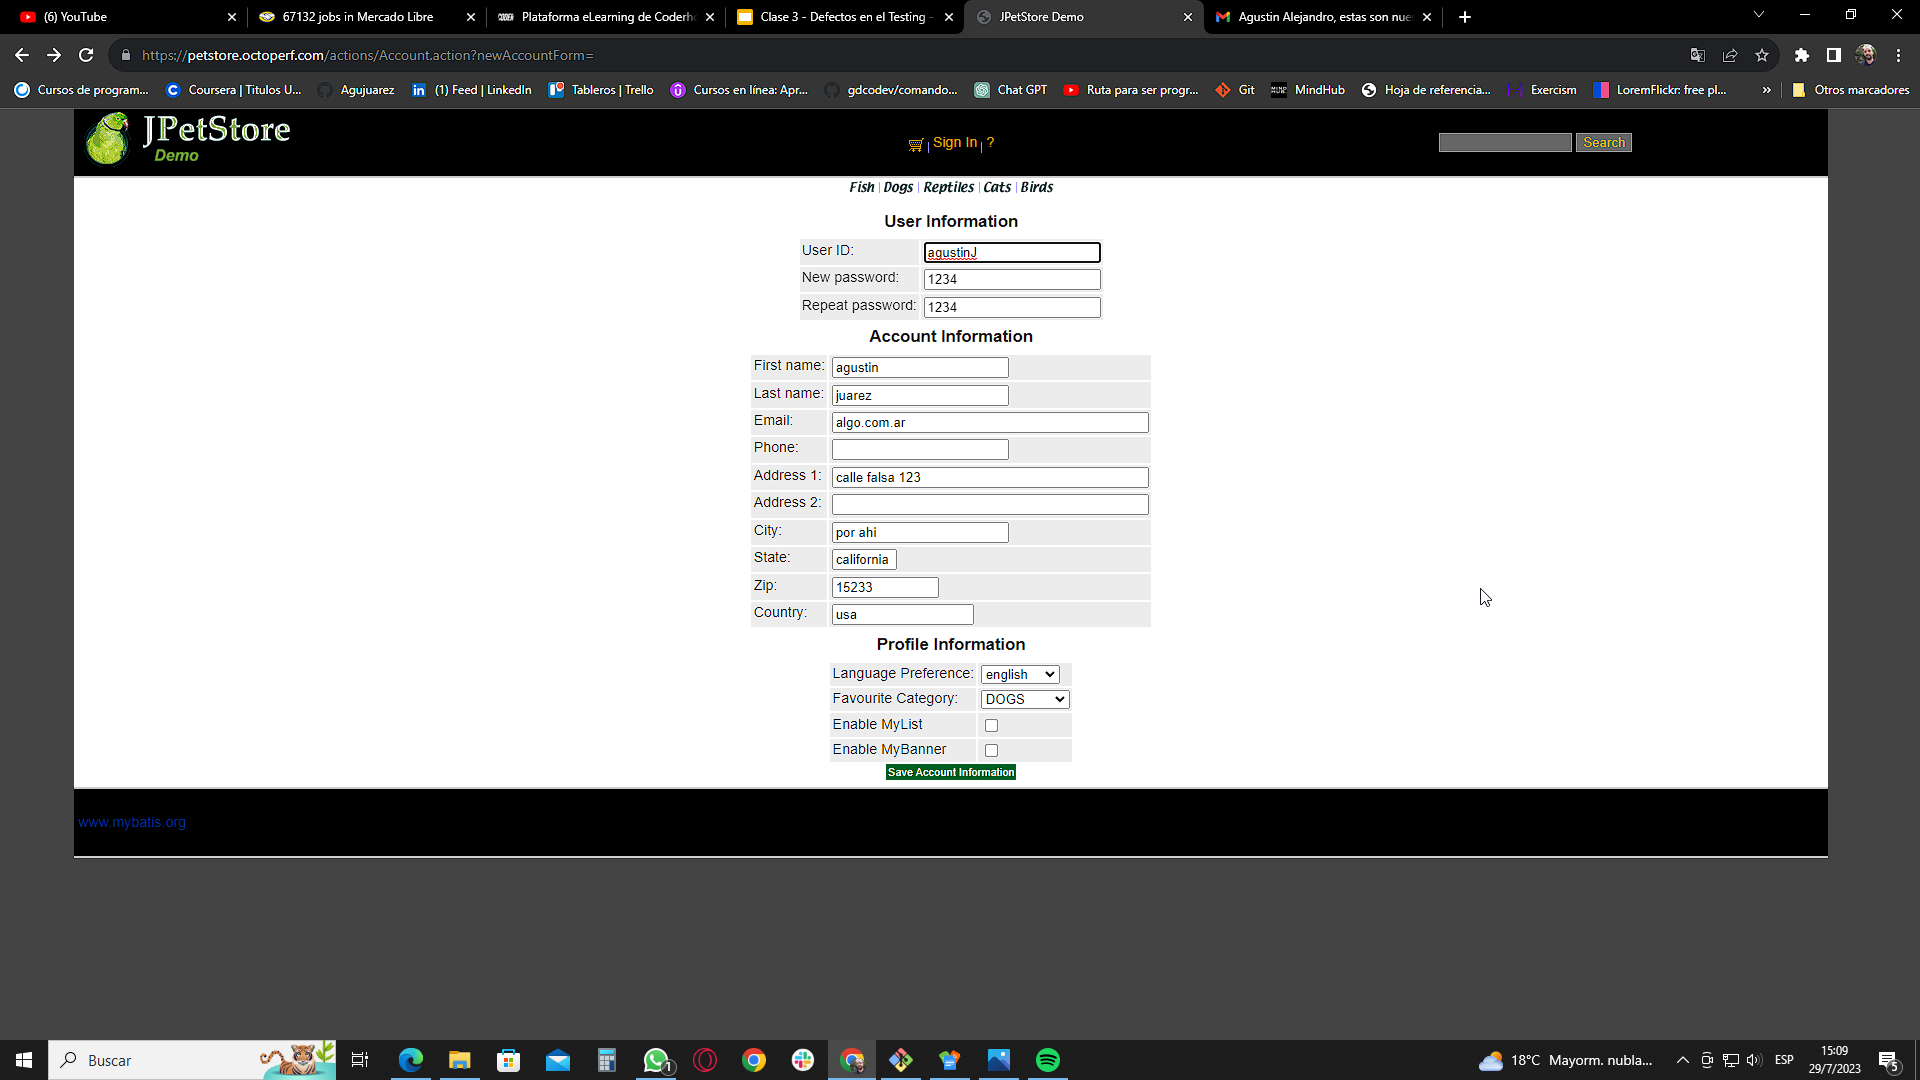 (6) YouTube
67132 jobs in Mercado Libre
Plataforma eLearning de Coderh
Clase 3 - Defectos en el Testing -
JPetStore Demo
Agustin Alejandro, estas son nue
https://petstore.octoperf.com/actions/Account.action?newAccountForm=
Cursos de program...
Coursera | Titulos U...
Agujuarez
(1) Feed | LinkedIn
Tableros | Trello
Cursos en línea: Apr...
gdcodev/comando...
Chat GPT
Ruta para ser progr...
Git
MindHub
Hoja de referencia...
Exercism
LoremFlickr: free pl...
»
Otros marcadores
JPetStore
Demo
| Sign In | ?
Search
Fish | Dogs | Reptiles | Cats | Birds
User Information
User ID: agustinJ
New password: 1234
Repeat password: 1234
Account Information
First name: agustin
Last name: juarez
Email: algo.com.ar
Phone:
Address 1: calle falsa 123
Address 2:
City: por ahi
State: california
Zip: 15233
Country: usa
Profile Information
Language Preference: english
Favourite Category: DOGS
Enable MyList
Enable MyBanner
Save Account Information
www.mybatis.org
Buscar
1
18°C Mayorm. nubla...
ESP
15:09
29/7/2023
5